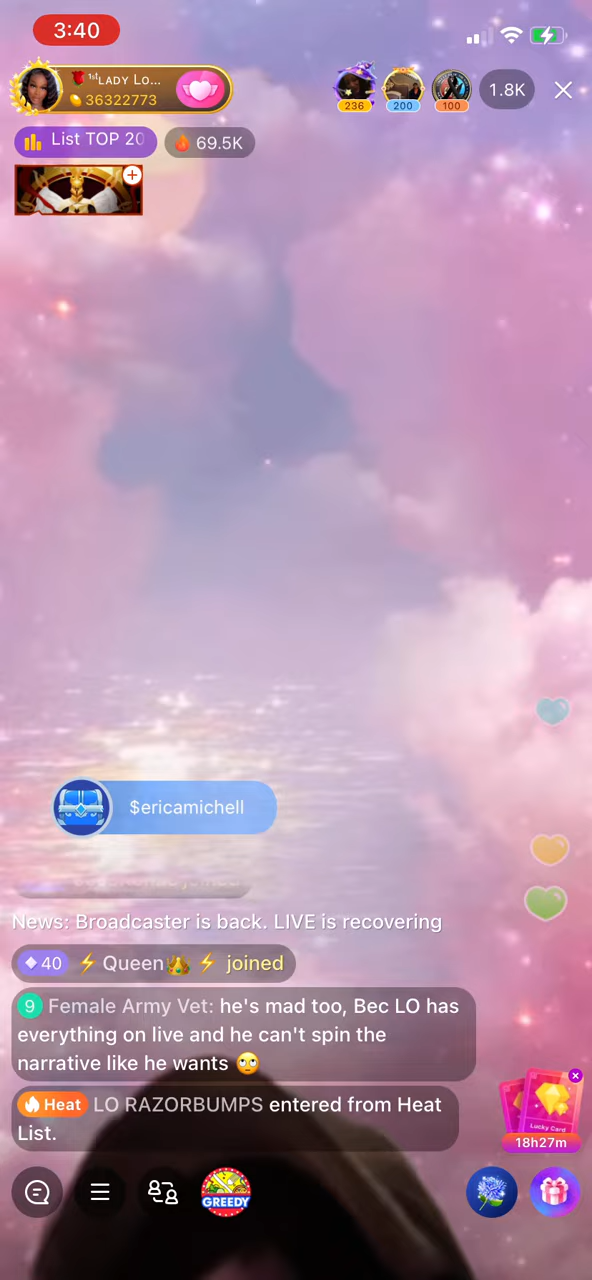 3:40
🌹¹ˢᵗLADY Lo...
36322773
236
200
100
1.8K
List TOP 20
69.5K
$ericamichell
News: Broadcaster is back. LIVE is recovering
40 ⚡ Queen👑 ⚡ joined
9 Female Army Vet: he's mad too, Bec LO has
everything on live and he can't spin the
narrative like he wants 🙄
Heat LO RAZORBUMPS entered from Heat
List.
Lucky Card
18h27m
GREEDY